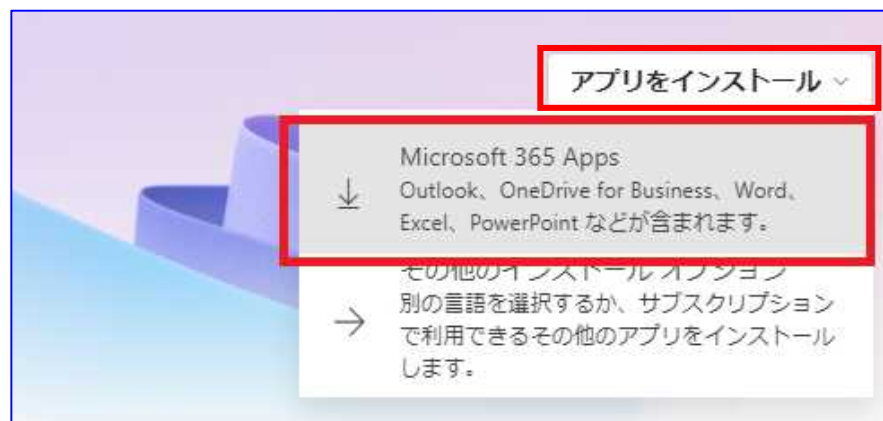 アプリをインストール
Microsoft 365 Apps
Outlook、OneDrive for Business、Word、
Excel、PowerPoint などが含まれます。
その他のインストール オプション
別の言語を選択するか、サブスクリプション
で利用できるその他のアプリをインストール
します。